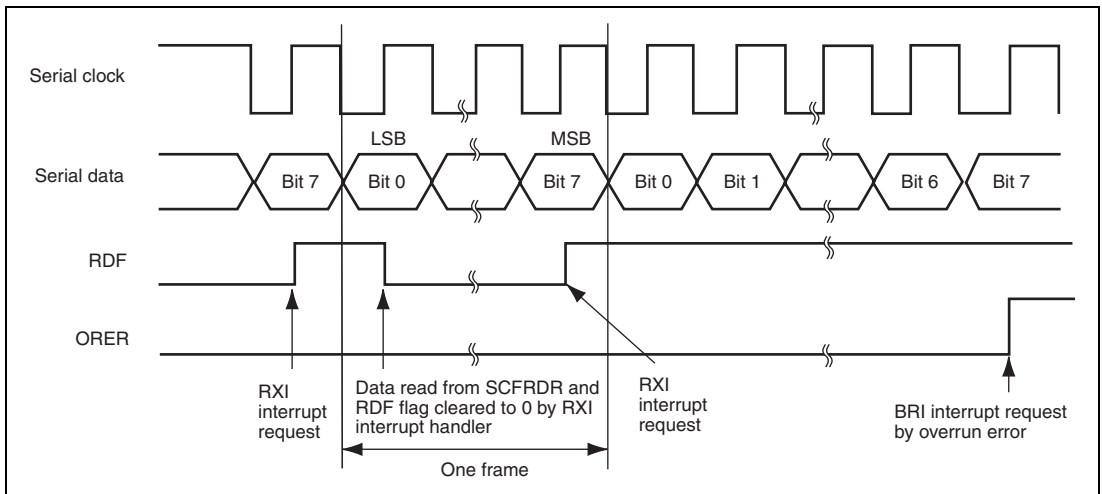 Serial clock
LSB MSB
Serial data
Bit 7 Bit 0 Bit 7 Bit 0 Bit 1 Bit 6 Bit 7
RDF
ORER
RXI
interrupt
request
Data read from SCFRDR and
RDF flag cleared to 0 by RXI
interrupt handler
RXI
interrupt
request
BRI interrupt request
by overrun error
One frame